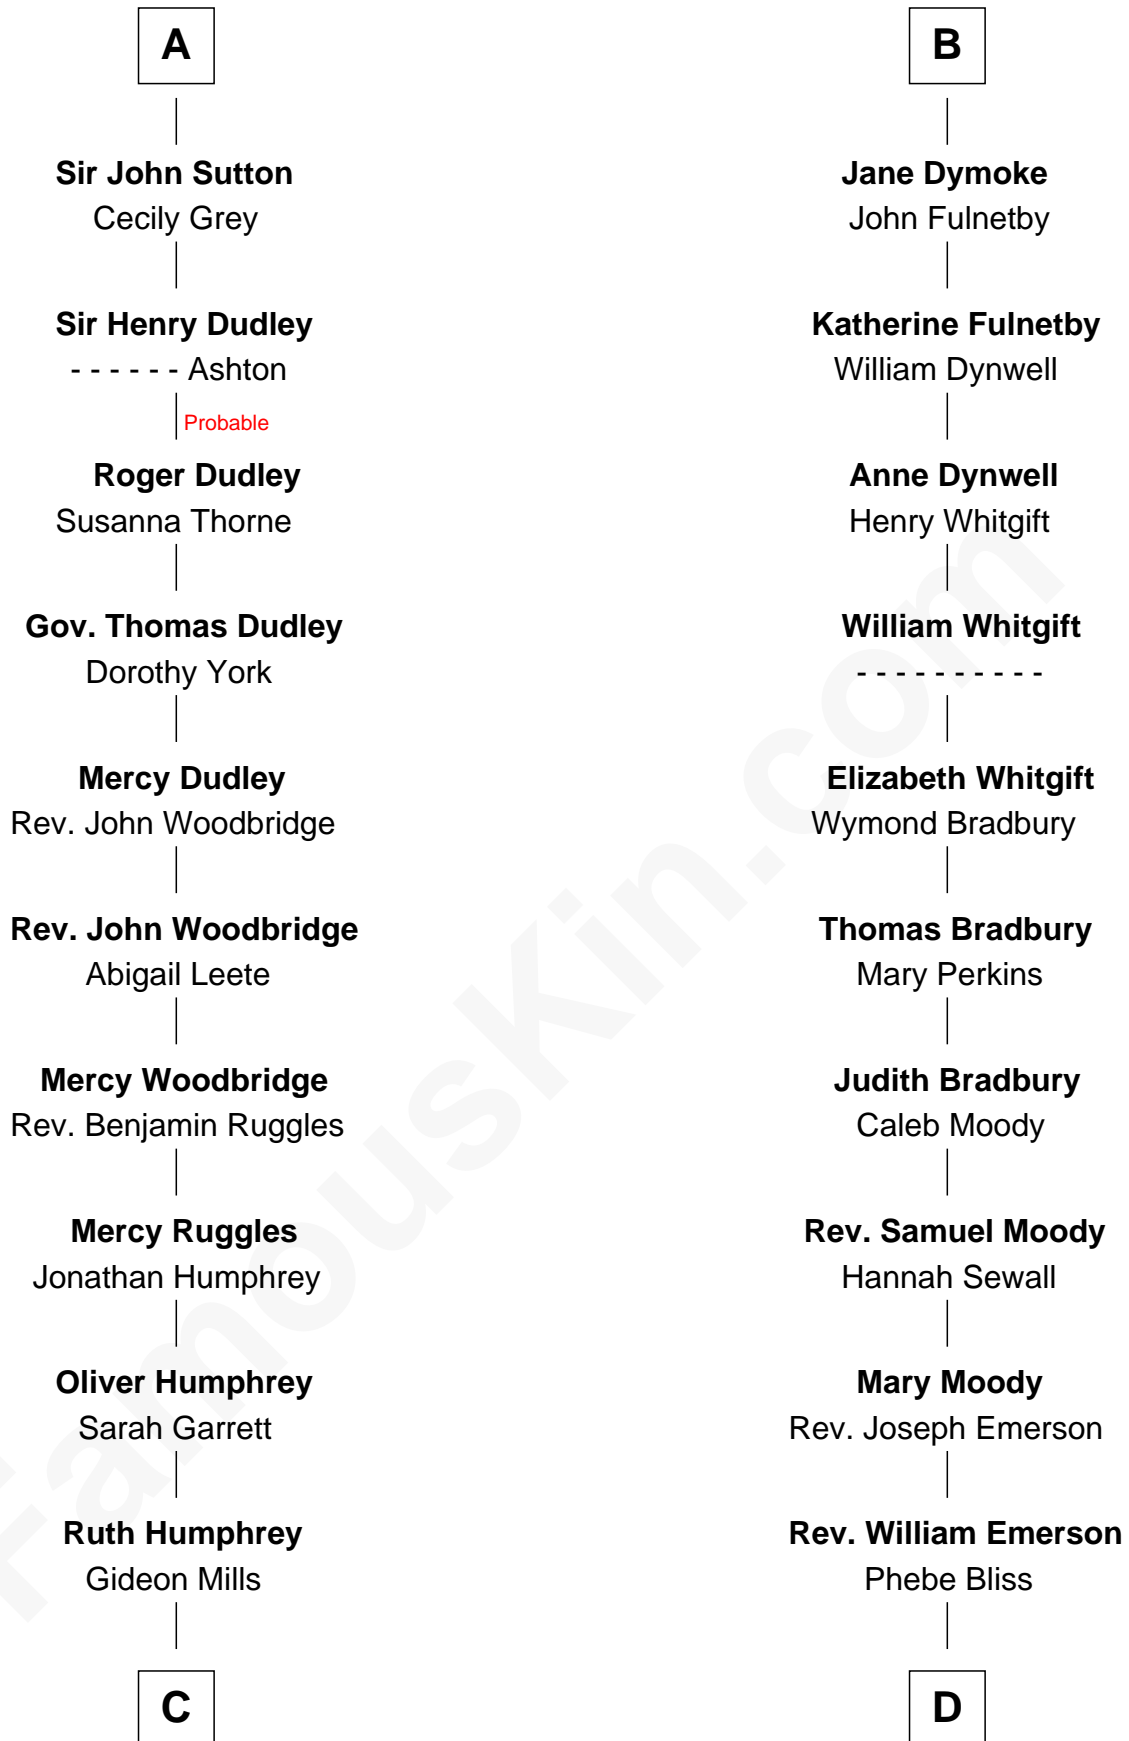 A
Sir John Sutton
Cecily Grey
Sir Henry Dudley
- - - - - - Ashton
Probable
Roger Dudley
Susanna Thorne
Gov. Thomas Dudley
Dorothy York
Mercy Dudley
Rev. John Woodbridge
Rev. John Woodbridge
Abigail Leete
Mercy Woodbridge
Rev. Benjamin Ruggles
Mercy Ruggles
Jonathan Humphrey
Oliver Humphrey
Sarah Garrett
Ruth Humphrey
Gideon Mills
C
B
Jane Dymoke
John Fulnetby
Katherine Fulnetby
William Dynwell
Anne Dynwell
Henry Whitgift
William Whitgift
- - - - - - - - - -
Elizabeth Whitgift
Wymond Bradbury
Thomas Bradbury
Mary Perkins
Judith Bradbury
Caleb Moody
Rev. Samuel Moody
Hannah Sewall
Mary Moody
Rev. Joseph Emerson
Rev. William Emerson
Phebe Bliss
D
FamousKin.com